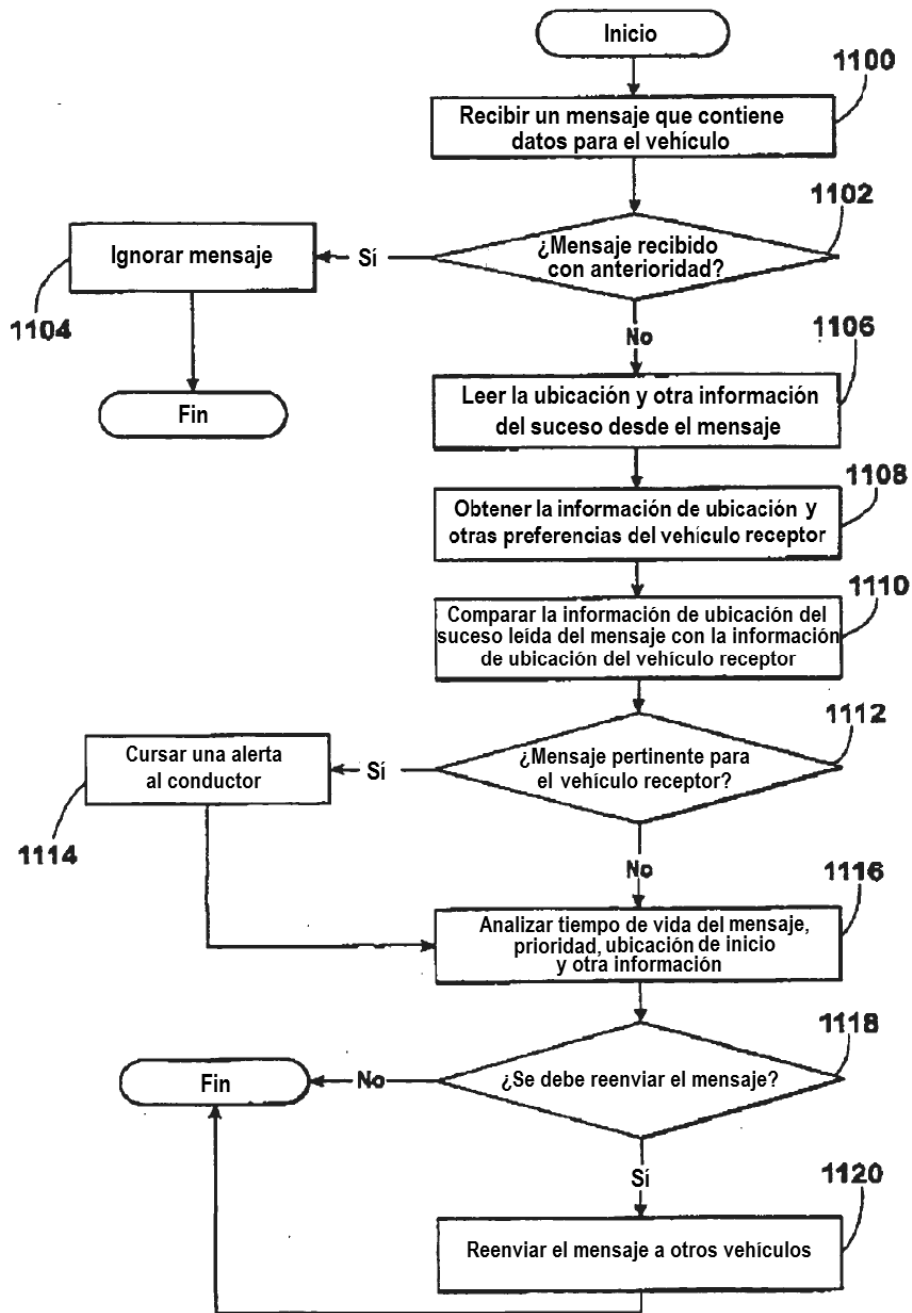 Inicio
1100
Recibir un mensaje que contiene
datos para el vehículo
1102
¿Mensaje recibido
con anterioridad?
Sí
Ignorar mensaje
1104
Fin
No
1106
Leer la ubicación y otra información
del suceso desde el mensaje
1108
Obtener la información de ubicación y
otras preferencias del vehículo receptor
1110
Comparar la información de ubicación del
suceso leída del mensaje con la información
de ubicación del vehículo receptor
1112
¿Mensaje pertinente para
el vehículo receptor?
Sí
Cursar una alerta
al conductor
1114
No
1116
Analizar tiempo de vida del mensaje,
prioridad, ubicación de inicio
y otra información
1118
¿Se debe reenviar el mensaje?
No
Fin
Sí
1120
Reenviar el mensaje a otros vehículos